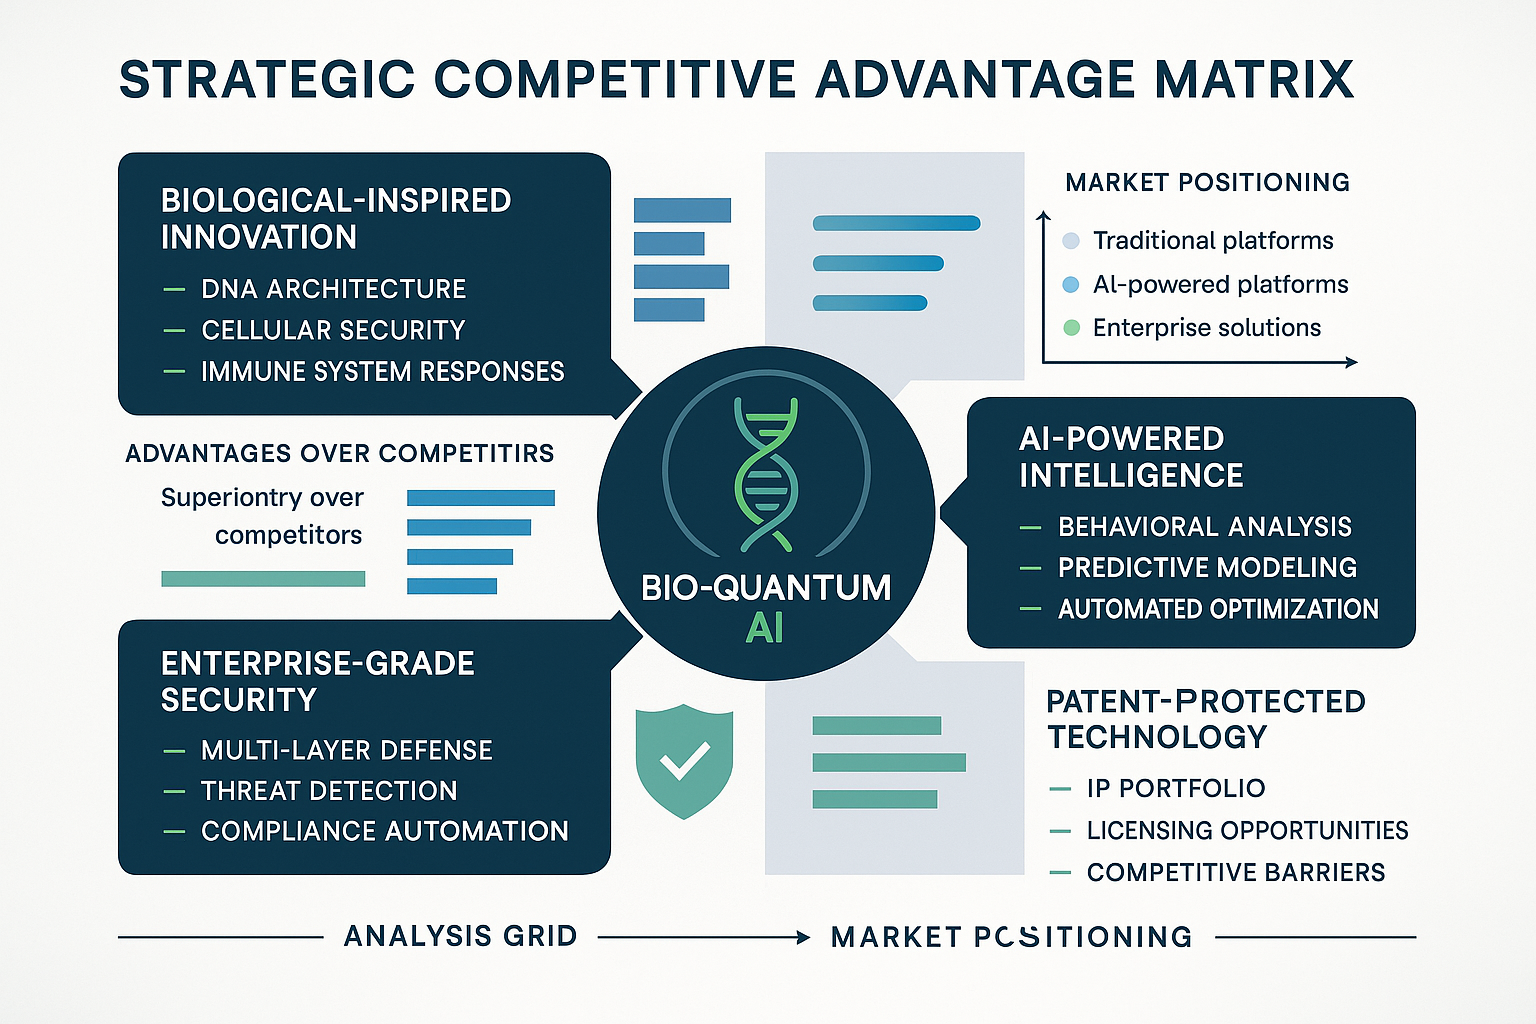 STRATEGIC COMPETITIVE ADVANTAGE MATRIX
BIOLOGICAL-INSPIRED
INNOVATION
— DNA ARCHITECTURE
— CELLULAR SECURITY
— IMMUNE SYSTEM RESPONSES
MARKET POSITIONING
Traditional platforms
AI-powered platforms
Enterprise solutions
ADVANTAGES OVER COMPETITIRS
Superiontry over
competitors
BIO-QUANTUM
AI
AI-POWERED
INTELLIGENCE
— BEHAVIORAL ANALYSIS
— PREDICTIVE MODELING
— AUTOMATED OPTIMIZATION
ENTERPRISE-GRADE
SECURITY
— MULTI-LAYER DEFENSE
— THREAT DETECTION
— COMPLIANCE AUTOMATION
PATENT-PROTECTED
TECHNOLOGY
— IP PORTFOLIO
— LICENSING OPPORTUNITIES
— COMPETITIVE BARRIERS
ANALYSIS GRID
MARKET PCSITIONING